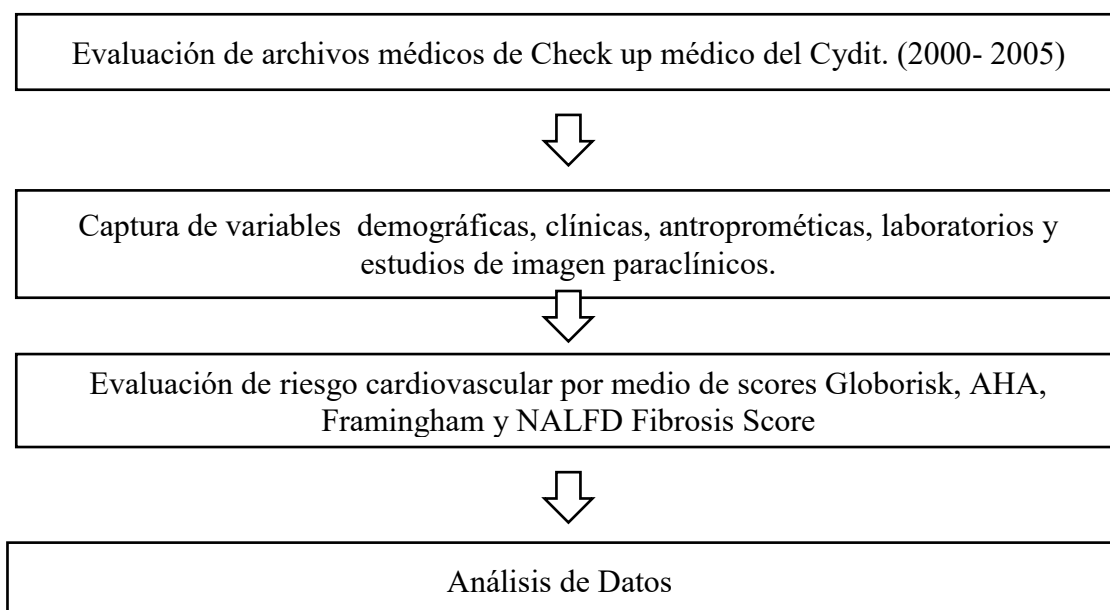 Evaluación de archivos médicos de Check up médico del Cydit. (2000- 2005)
Captura de variables  demográficas, clínicas, antroprométicas, laboratorios y
estudios de imagen paraclínicos.
Evaluación de riesgo cardiovascular por medio de scores Globorisk, AHA,
Framingham y NALFD Fibrosis Score
Análisis de Datos